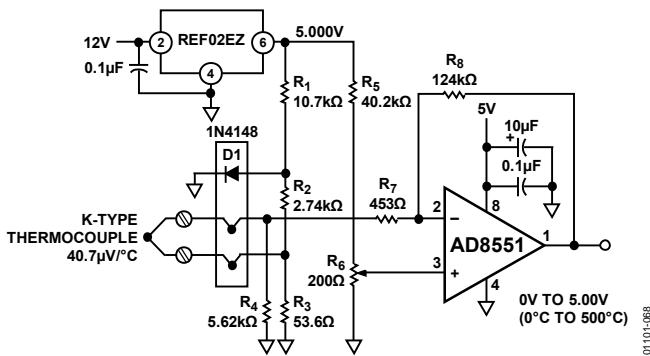 12V
2
REF02EZ
6
5.000V
0.1µF
4
R1
10.7kΩ
R5
40.2kΩ
R8
124kΩ
1N4148
D1
5V
10µF
+
0.1µF
R2
2.74kΩ
R7
453Ω
2
8
−
K-TYPE
THERMOCOUPLE
40.7µV/°C
AD8551
1
R6
200Ω
3
+
4
R4
5.62kΩ
R3
53.6Ω
0V TO 5.00V
(0°C TO 500°C)
01101-068